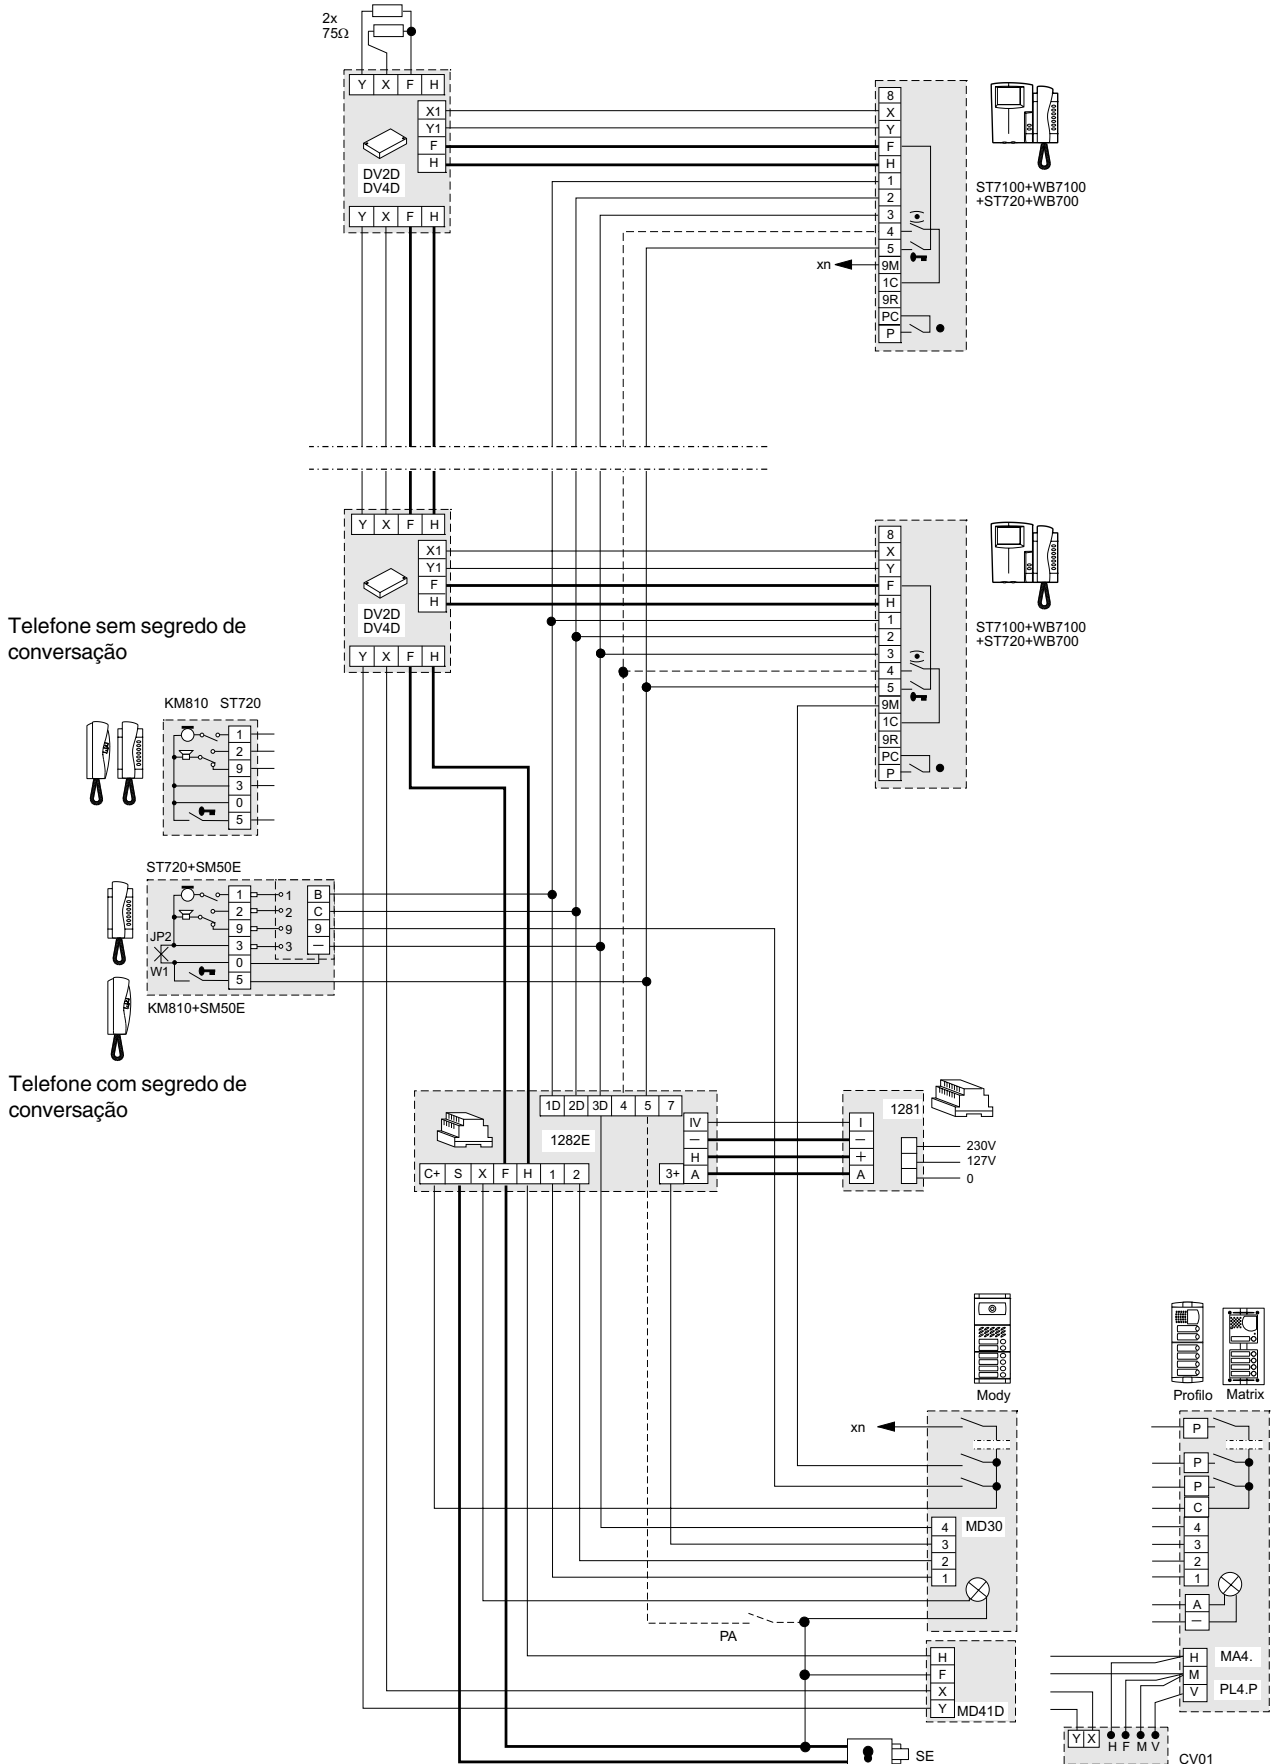 2x
75Ω
Y X F H
X1
Y1
F
H
DV2D
DV4D
Y X F H
8
X
Y
F
H
1
2
3
4
5
9M
1C
9R
PC
P
xn
ST7100+WB7100
+ST720+WB700
Y X F H
X1
Y1
F
H
DV2D
DV4D
Y X F H
8
X
Y
F
H
1
2
3
4
5
9M
1C
9R
PC
P
ST7100+WB7100
+ST720+WB700
Telefone sem segredo de
conversação
KM810 ST720
1
2
9
3
0
5
ST720+SM50E
1 1 B
2 2 C
9 9 9
3 3 —
0
5
JP2
W1
KM810+SM50E
Telefone com segredo de
conversação
1D 2D 3D 4 5 7
1282E
IV
—
H
A
C+ S X F H 1 2 3+
1281
I
—
+
A
230V
127V
0
Mody
Profilo Matrix
xn
4 MD30
3
2
1
PA
H
F
X
Y MD41D
SE
P
P
P
C
4
3
2
1
A
—
H MA4.
M
V PL4.P
Y X H F M V
CV01